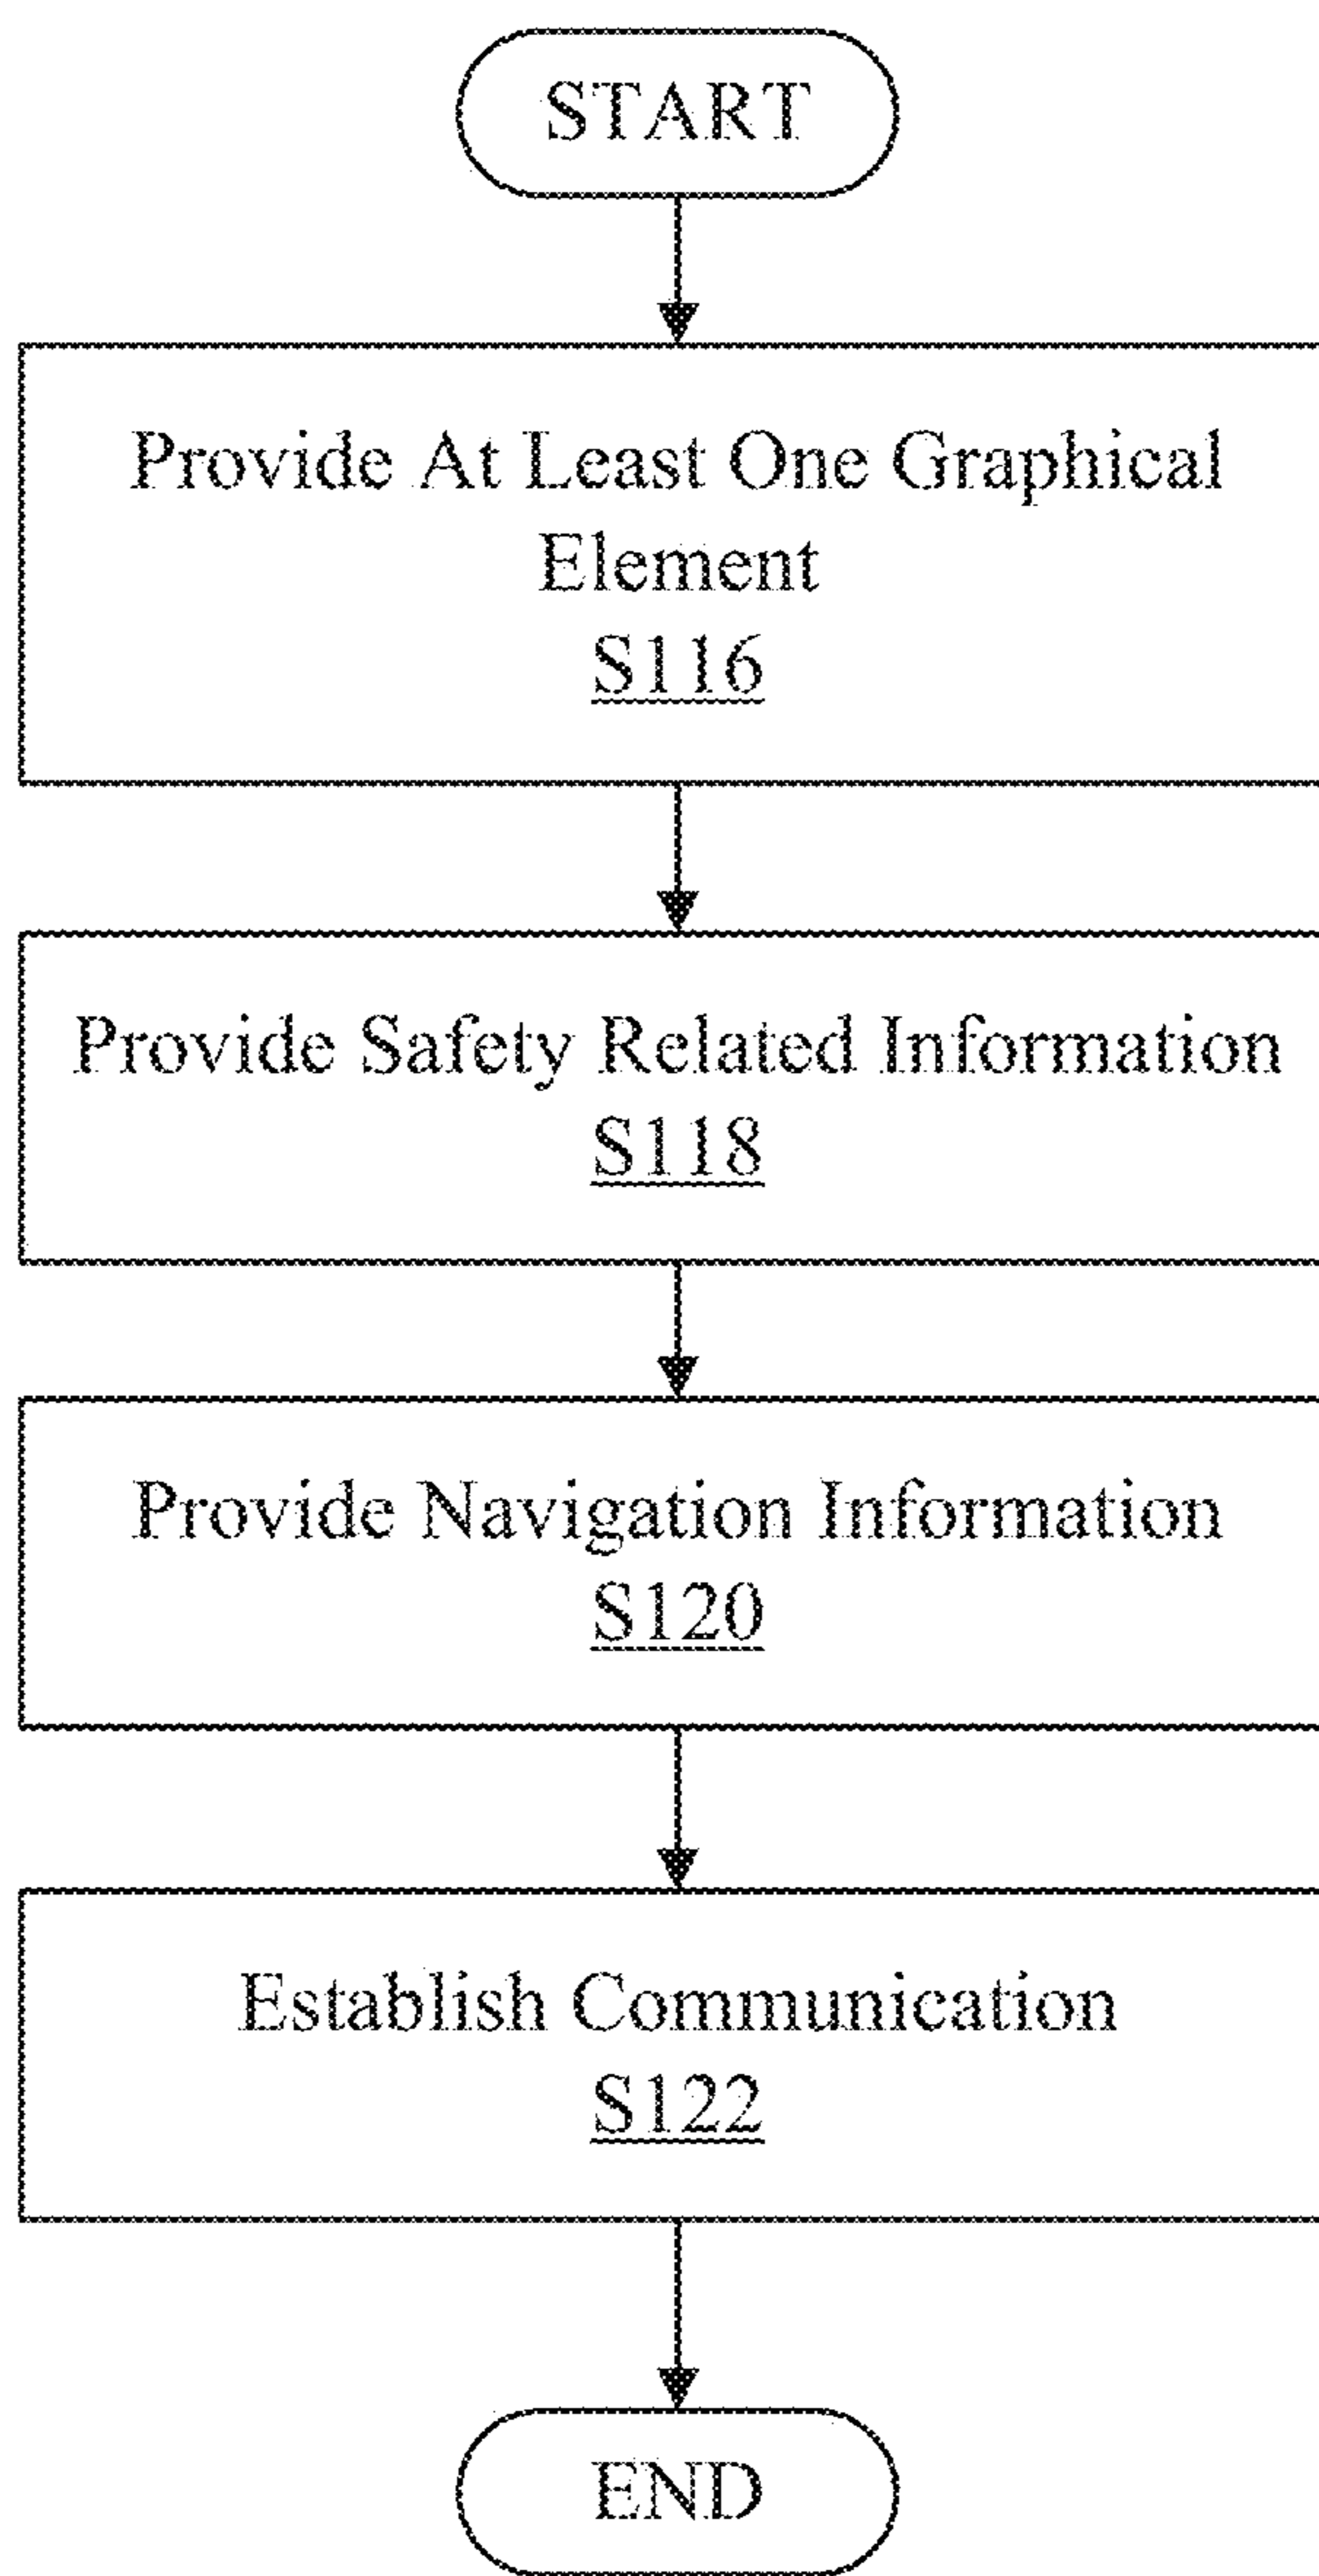 START
Provide At Least One Graphical
Element
S116
Provide Safety Related Information
S118
Provide Navigation Information
S120
Establish Communication
S122
END